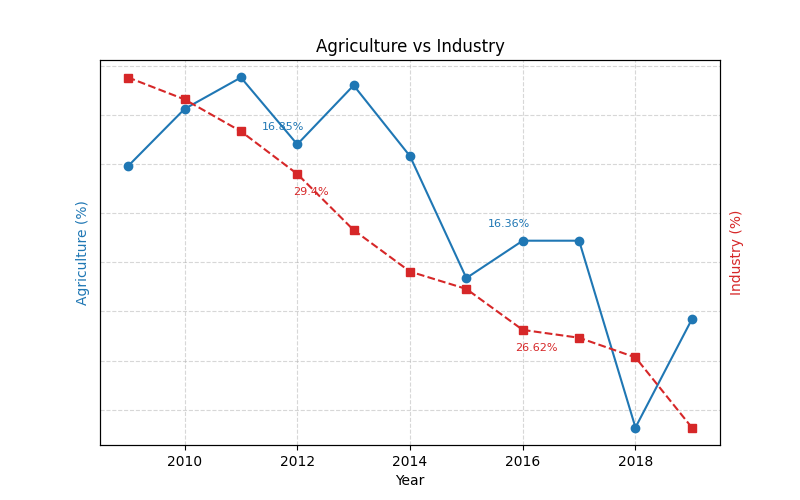 Agriculture vs Industry
Agriculture (%)
Industry (%)
16.85%
29.4%
16.36%
26.62%
2010 2012 2014 2016 2018
Year